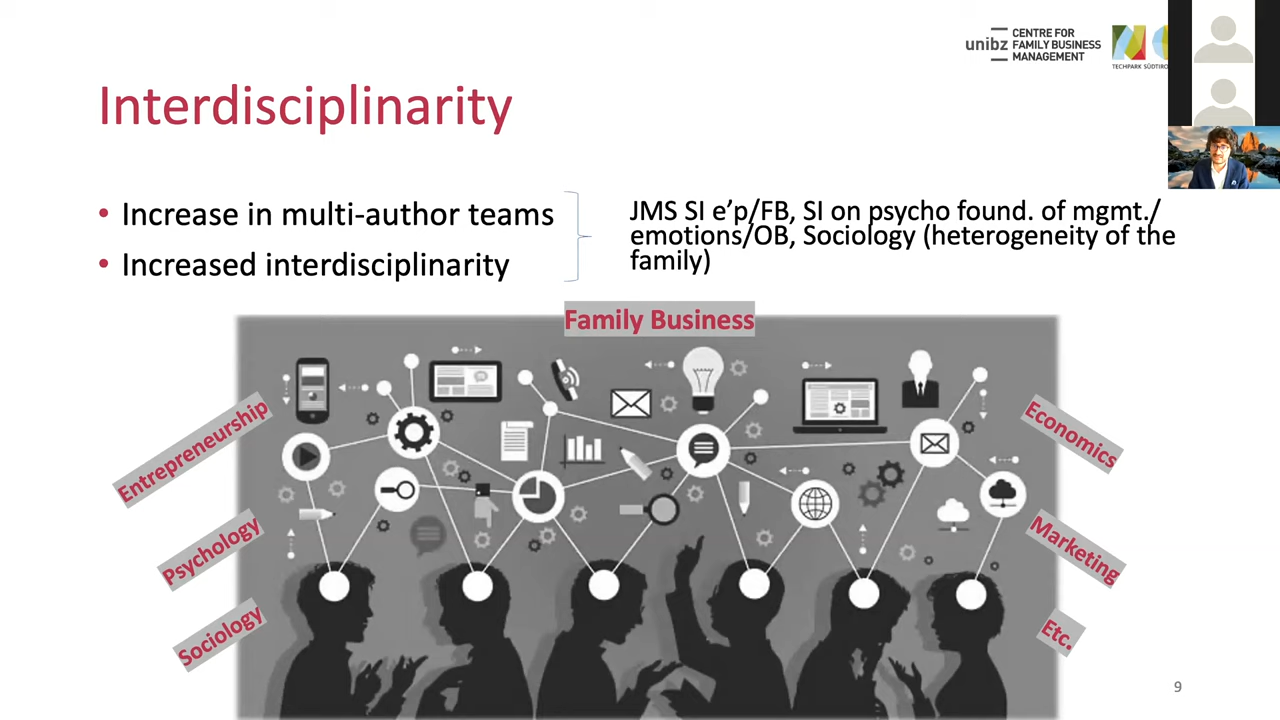 unibz
CENTRE FOR
FAMILY BUSINESS
MANAGEMENT
Interdisciplinarity
• Increase in multi-author teams
• Increased interdisciplinarity
JMS SI e’p/FB, SI on psycho found. of mgmt./
emotions/OB, Sociology (heterogeneity of the
family)
Family Business
Entrepreneurship
Psychology
Sociology
Economics
Marketing
Etc.
9